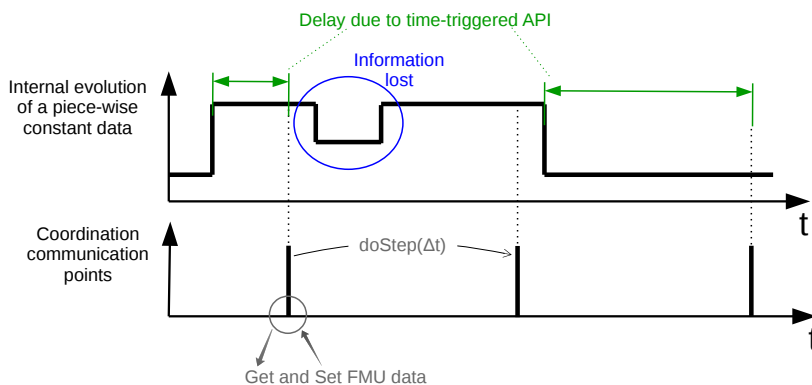 Delay due to time-triggered API
Information
lost
Internal evolution
of a piece-wise
constant data
t
Coordination
communication
points
doStep(Δt)
t
Get and Set FMU data